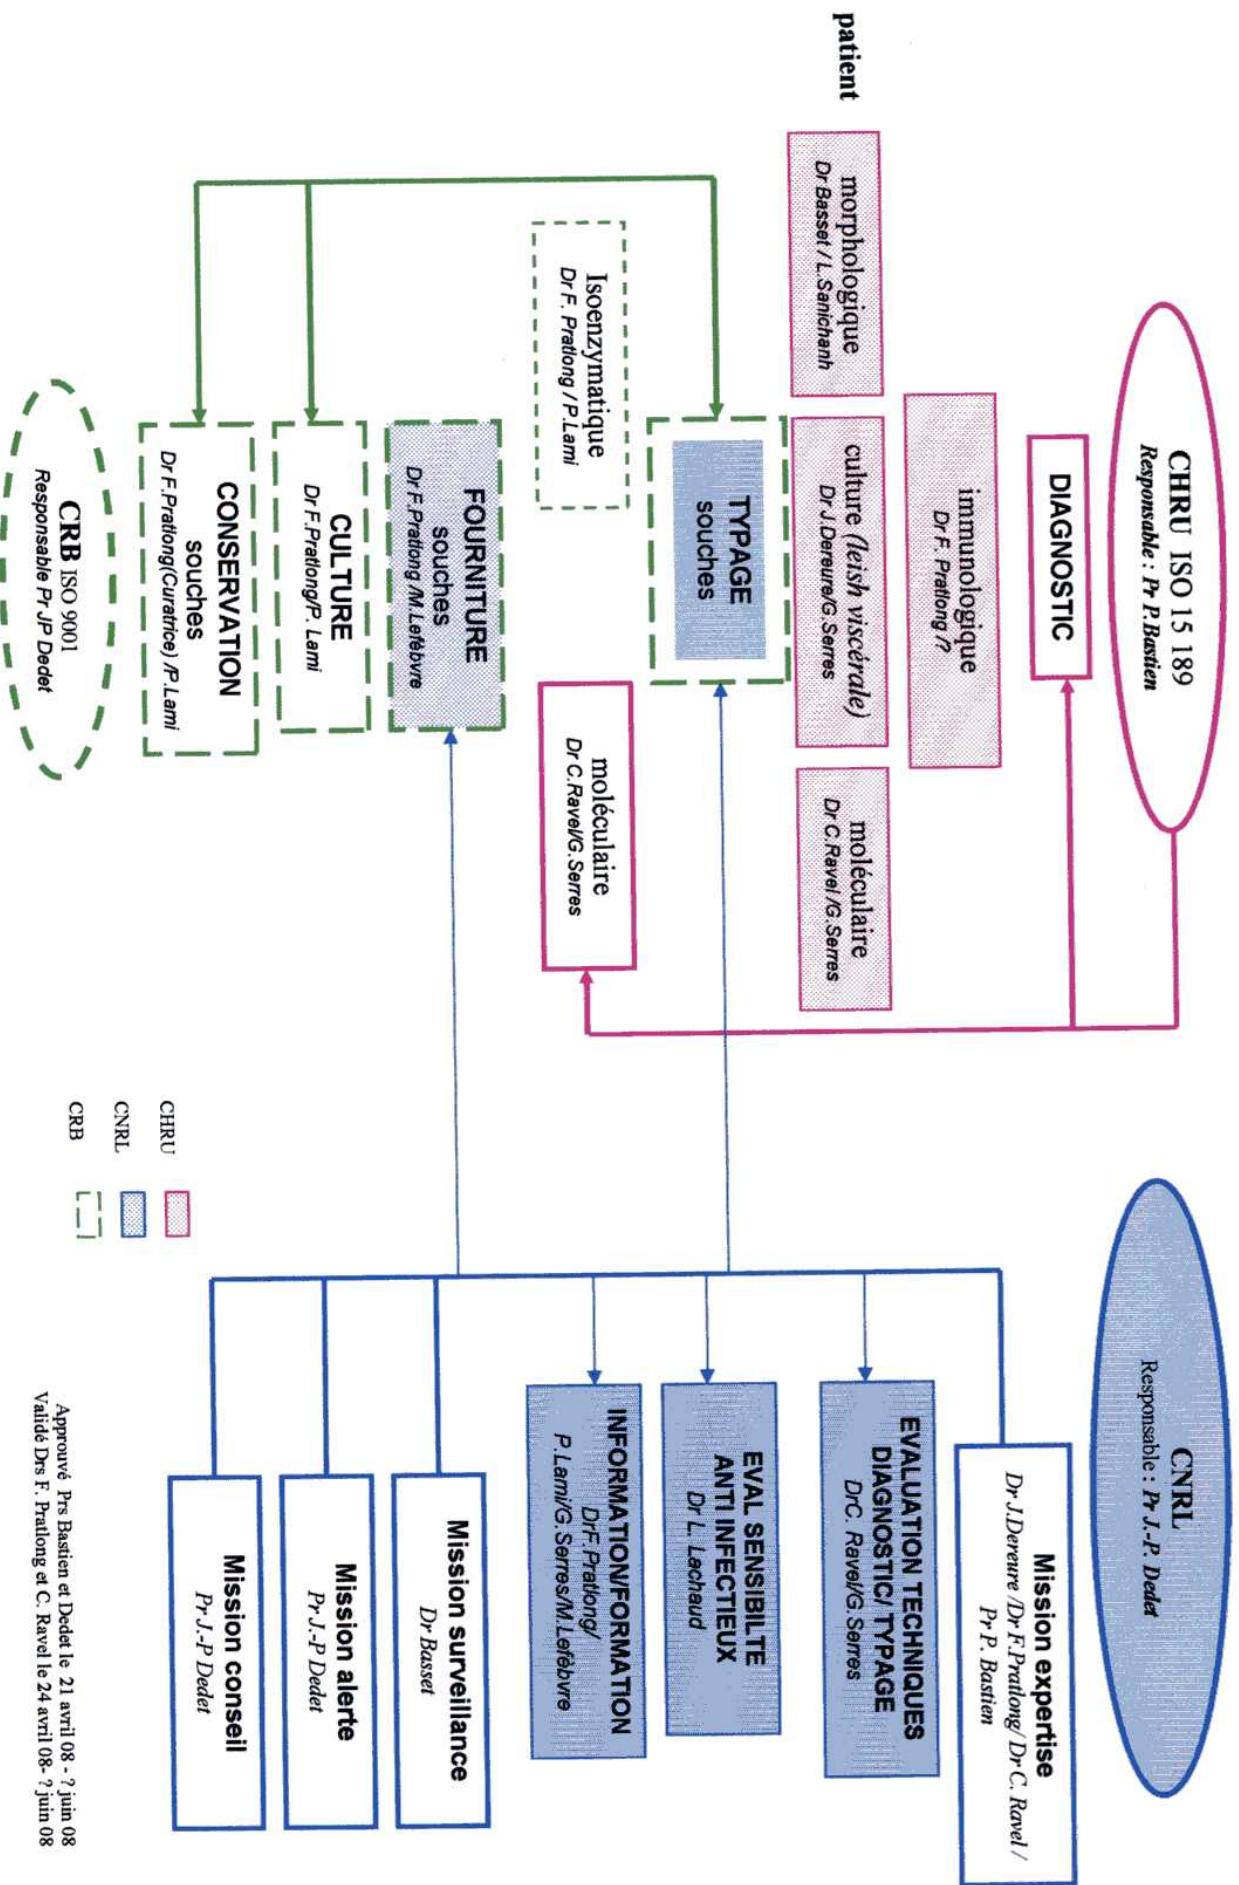 CHRU ISO 15 189
Responsable : Pr P.Bastien
DIAGNOSTIC
immunologique
Dr F. Pratlong /?
patient
morphologique
Dr Basset / L.Sanichanh
culture (leish viscérale)
Dr J.Dereure/G.Serres
moléculaire
Dr C.Ravel /G.Serres
TYPAGE
souches
Isoenzymatique
Dr F. Pratlong / P.Lami
moléculaire
Dr C.Ravel/G.Serres
FOURNITURE
souches
Dr F.Pratlong /M.Lefèbvre
CULTURE
Dr F.Pratlong/P. Lami
CONSERVATION
souches
Dr F.Pratlong(Curatrice) /P.Lami
CRB ISO 9001
Responsable Pr JP Dedet
CNRL
Responsable : Pr J.-P. Dedet
Mission expertise
Dr J.Dereure /Dr F.Pratlong/ Dr C. Ravel /
Pr P. Bastien
EVALUATION TECHNIQUES
DIAGNOSTIC/ TYPAGE
DrC. Ravel/G.Serres
EVAL SENSIBILTE
ANTI INFECTIEUX
Dr L. Lachaud
INFORMATION/FORMATION
DrF.Pratlong/
P.Lami/G.Serres/M.Lefèbvre
Mission surveillance
Dr Basset
Mission alerte
Pr J.-P Dedet
Mission conseil
Pr J.-P Dedet
CHRU
CNRL
CRB
Approuvé Prs Bastien et Dedet le 21 avril 08 - ? juin 08
Validé Drs F. Pratlong et C. Ravel le 24 avril 08- ? juin 08